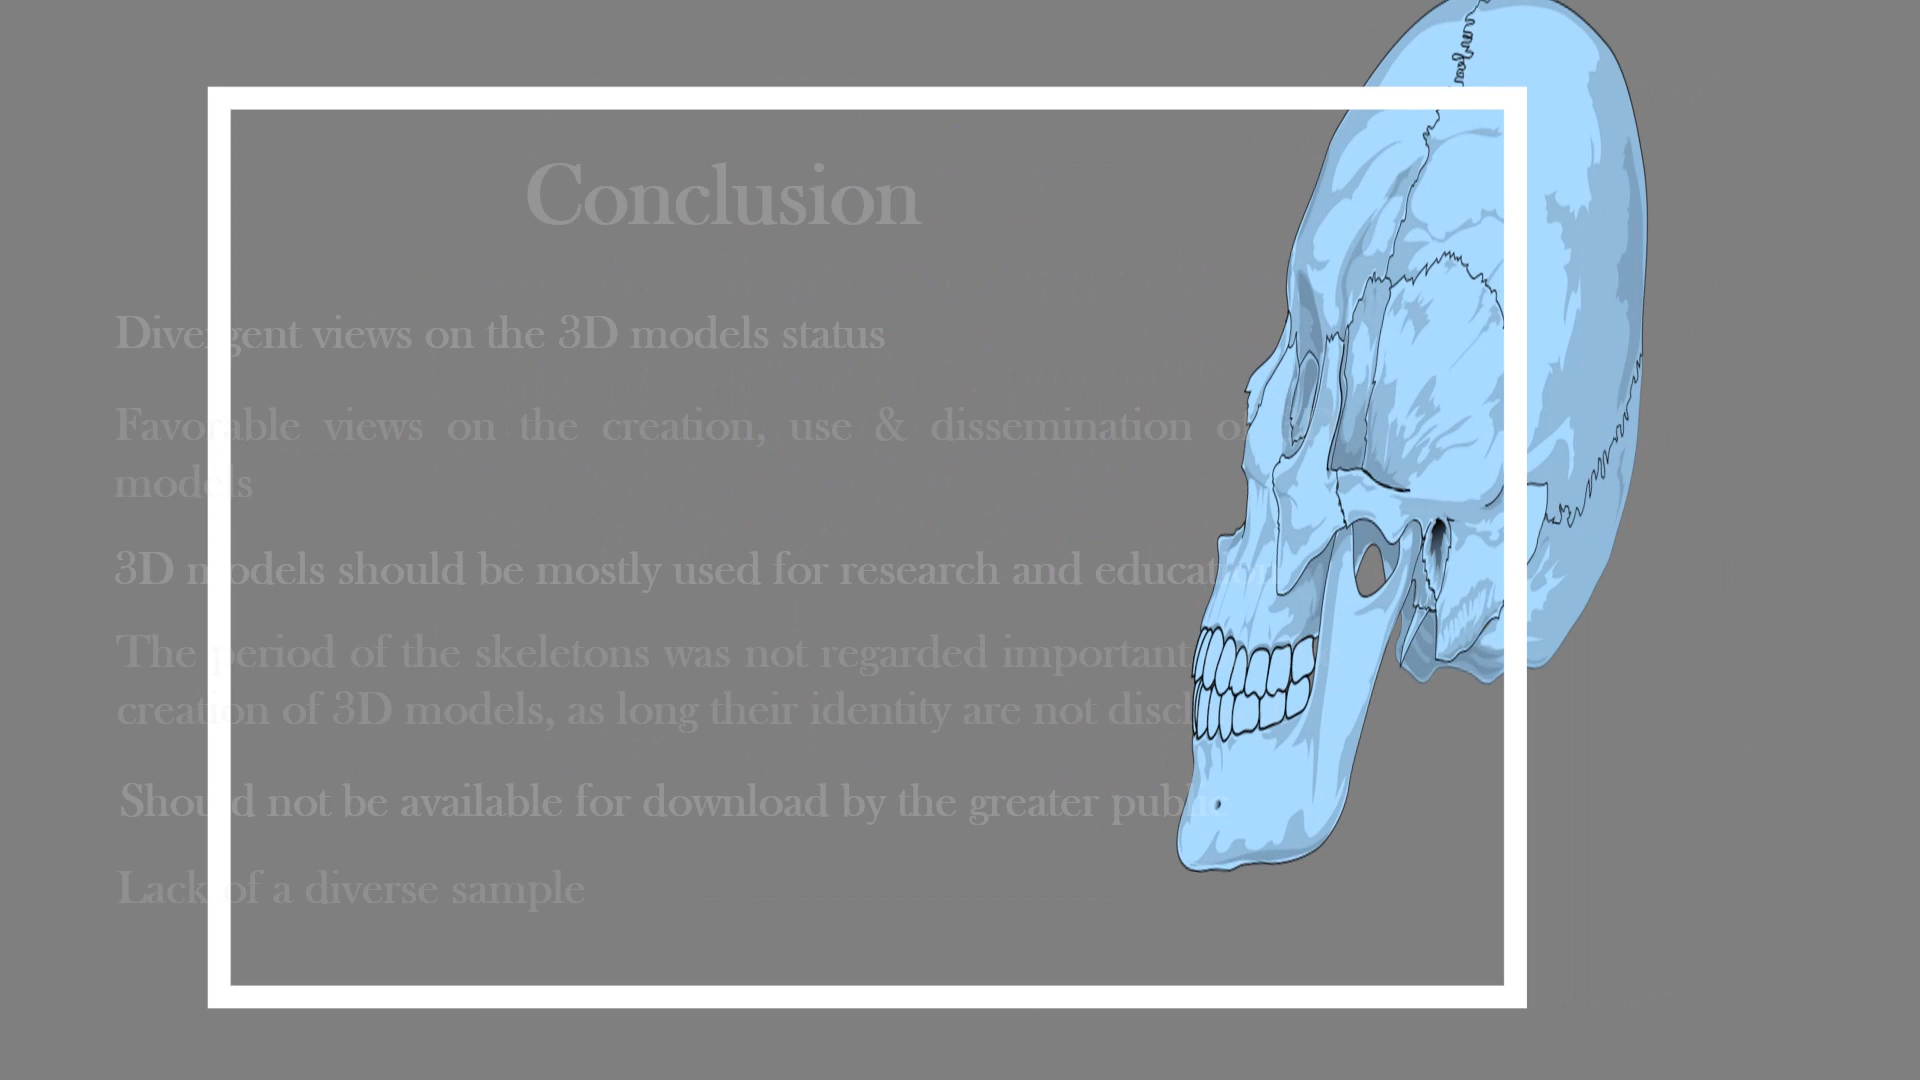 Conclusion
Divergent views on the 3D models status
Favorable views on the creation, use & dissemination of
models
3D models should be mostly used for research and education
The period of the skeletons was not regarded important
creation of 3D models, as long their identity are not
Should not be available for download by the greater public
Lack of a diverse sample